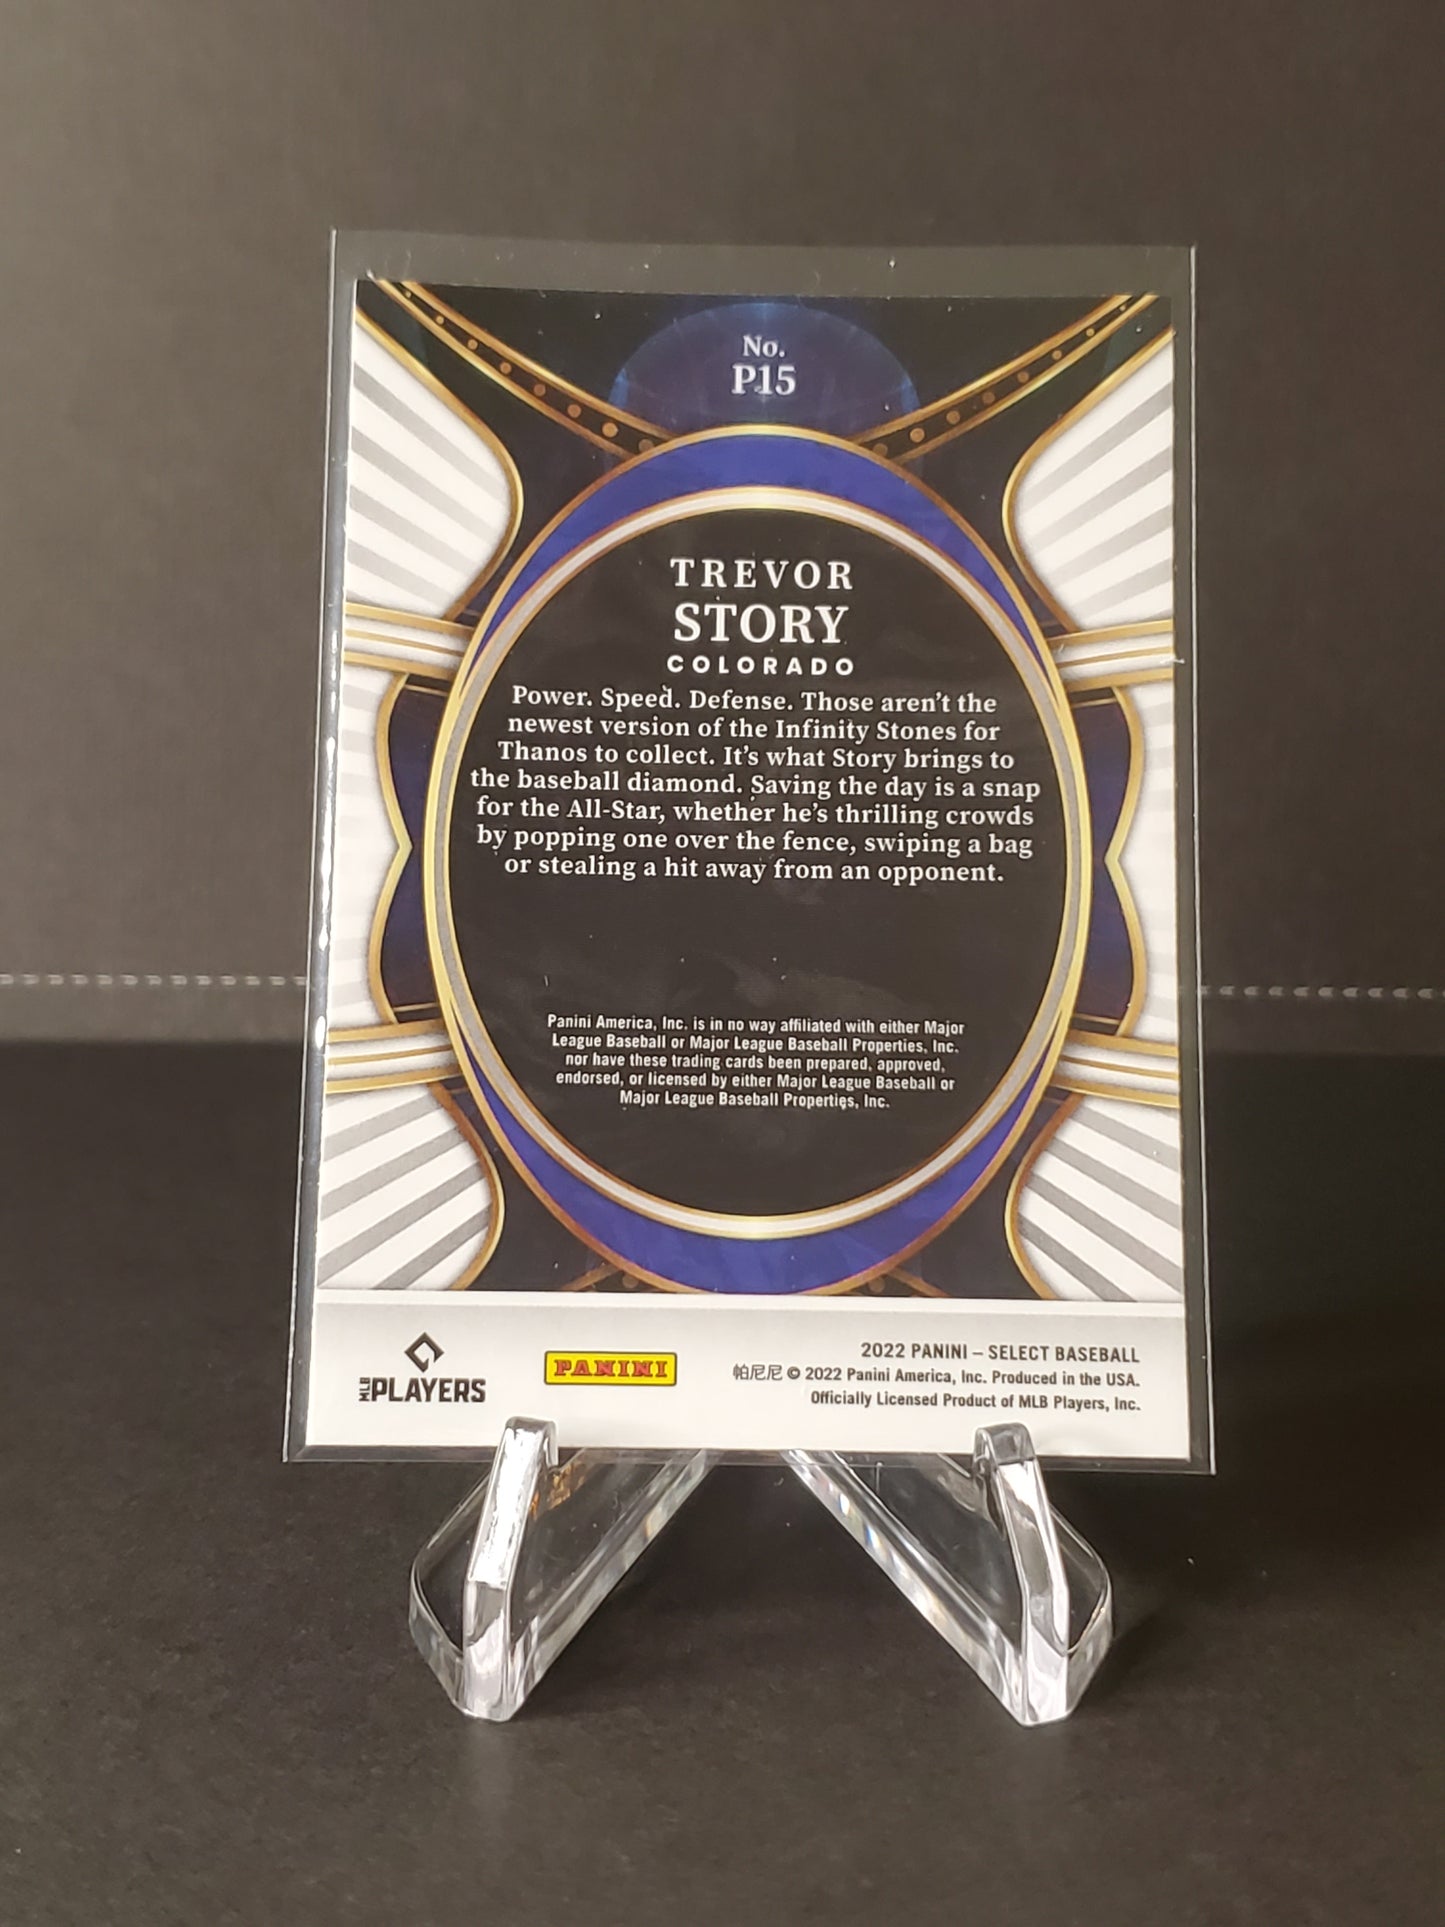 No.
P15
TREVOR
STORY
COLORADO
Power. Speed. Defense. Those aren't the
newest version of the Infinity Stones for
Thanos to collect. It's what Story brings to
the baseball diamond. Saving the day is a snap
for the All-Star, whether he's thrilling crowds
by popping one over the fence, swiping a bag
or stealing a hit away from an opponent.
Panini America, Inc. is in no way affiliated with either Major
League Baseball or Major League Baseball Properties, Inc.
nor have these trading cards been prepared, approved,
endorsed, or licensed by either Major League Baseball or
Major League Baseball Properties, Inc.
MLB PLAYERS
PANINI
2022 PANINI – SELECT BASEBALL
帕尼尼 © 2022 Panini America, Inc. Produced in the USA.
Officially Licensed Product of MLB Players, Inc.